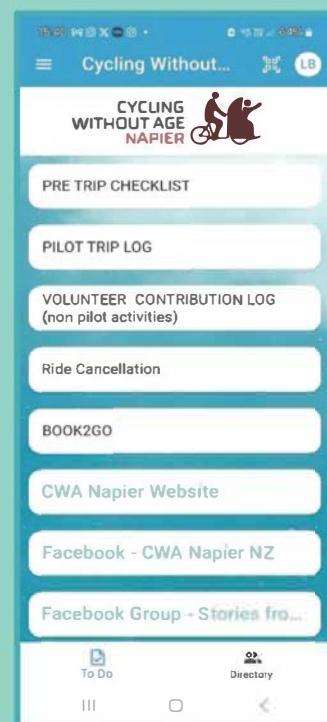 Cycling Without...
LB
CYCLING
WITHOUT AGE
NAPIER
PRE TRIP CHECKLIST
PILOT TRIP LOG
VOLUNTEER CONTRIBUTION LOG
(non pilot activities)
Ride Cancellation
BOOK2GO
CWA Napier Website
Facebook - CWA Napier NZ
Facebook Group - Stories fro...
To Do
Directory